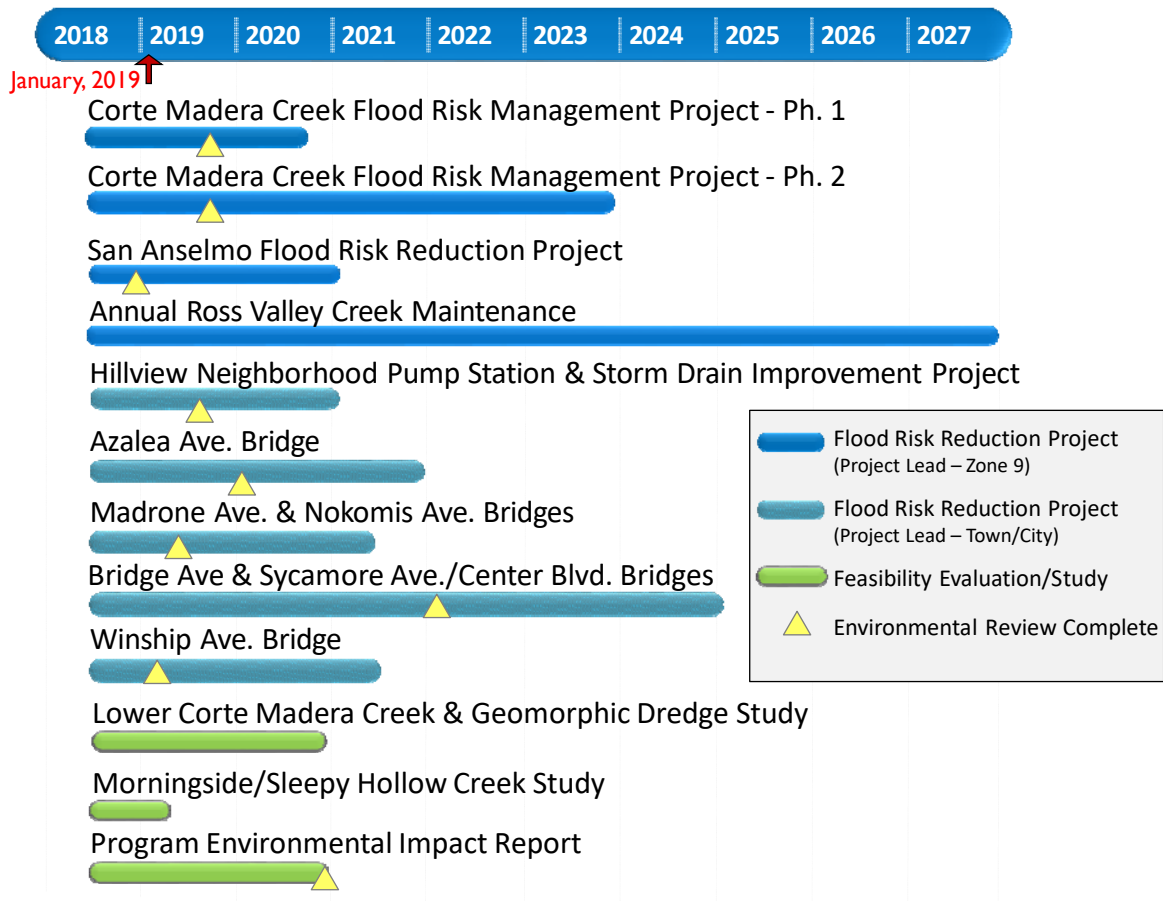 2018 2019 2020 2021 2022 2023 2024 2025 2026 2027
January, 2019
Corte Madera Creek Flood Risk Management Project - Ph. 1
Corte Madera Creek Flood Risk Management Project - Ph. 2
San Anselmo Flood Risk Reduction Project
Annual Ross Valley Creek Maintenance
Hillview Neighborhood Pump Station & Storm Drain Improvement Project
Azalea Ave. Bridge
Madrone Ave. & Nokomis Ave. Bridges
Bridge Ave & Sycamore Ave./Center Blvd. Bridges
Winship Ave. Bridge
Lower Corte Madera Creek & Geomorphic Dredge Study
Morningside/Sleepy Hollow Creek Study
Program Environmental Impact Report
Flood Risk Reduction Project
(Project Lead – Zone 9)
Flood Risk Reduction Project
(Project Lead – Town/City)
Feasibility Evaluation/Study
Environmental Review Complete